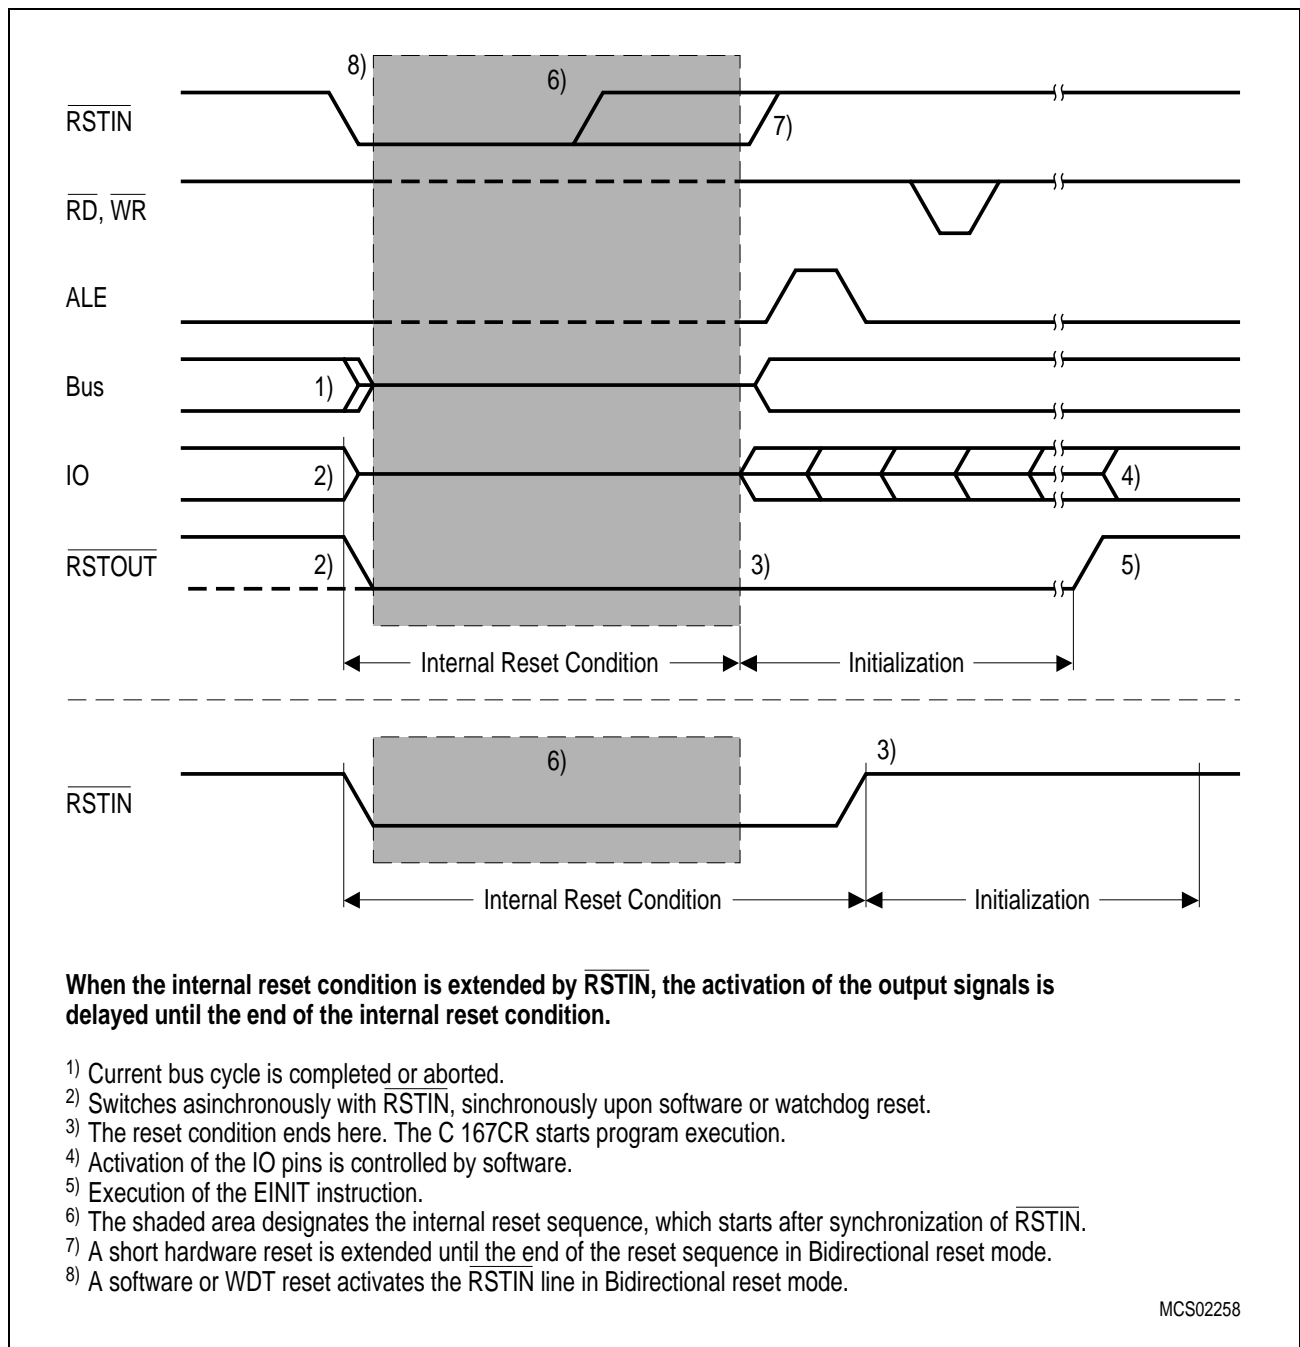 8)
6)
RSTIN
7)
RD, WR
ALE
Bus
1)
IO
2)
4)
RSTOUT
2)
3)
5)
Internal Reset Condition
Initialization
6)
3)
RSTIN
Internal Reset Condition
Initialization
When the internal reset condition is extended by RSTIN, the activation of the output signals is
delayed until the end of the internal reset condition.
1) Current bus cycle is completed or aborted.
2) Switches asinchronously with RSTIN, sinchronously upon software or watchdog reset.
3) The reset condition ends here. The C 167CR starts program execution.
4) Activation of the IO pins is controlled by software.
5) Execution of the EINIT instruction.
6) The shaded area designates the internal reset sequence, which starts after synchronization of RSTIN.
7) A short hardware reset is extended until the end of the reset sequence in Bidirectional reset mode.
8) A software or WDT reset activates the RSTIN line in Bidirectional reset mode.
MCS02258